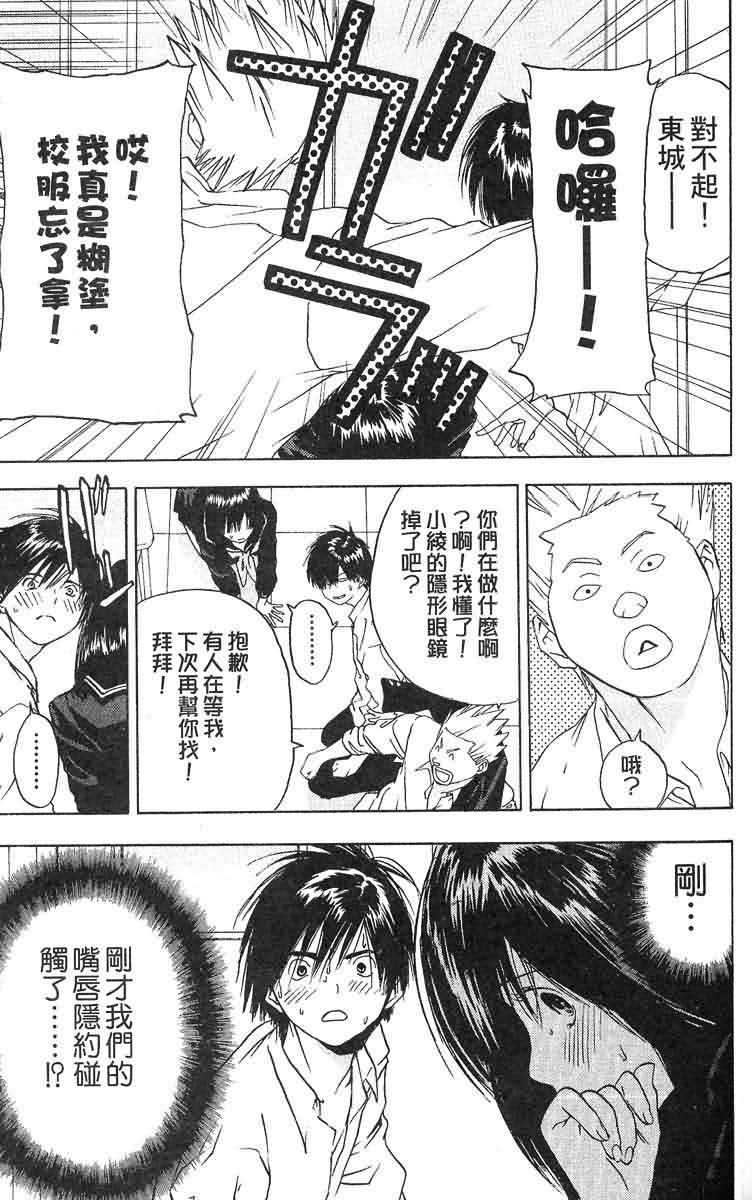 對不起！
東城——
哈囉—！
ガラッ
哎！
我真是糊塗，
校服忘了拿！
哦？
你們在做什麼啊
？啊！我懂了！
小綾的隱形眼鏡
掉了吧？
………
抱歉！
有人在等我，
下次再幫你找！
拜拜！
………
剛…
剛才我們的
嘴唇隱約碰
觸了……!?